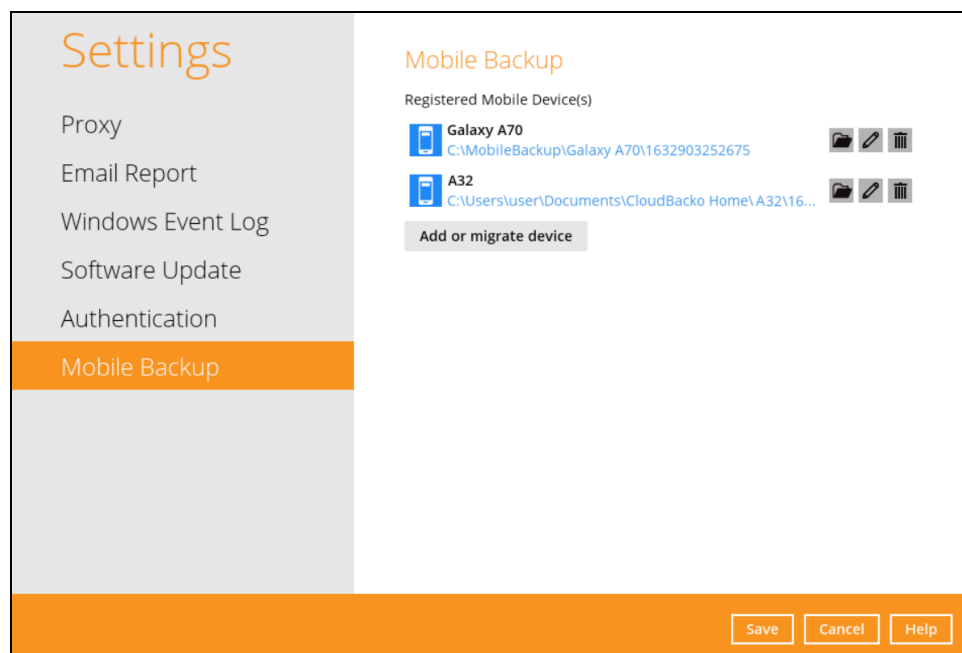 Settings
Proxy
Email Report
Windows Event Log
Software Update
Authentication
Mobile Backup
Mobile Backup
Registered Mobile Device(s)
Galaxy A70
C:\MobileBackup\Galaxy A70\1632903252675
A32
C:\Users\user\Documents\CloudBacko Home\ A32\16...
Add or migrate device
Save
Cancel
Help